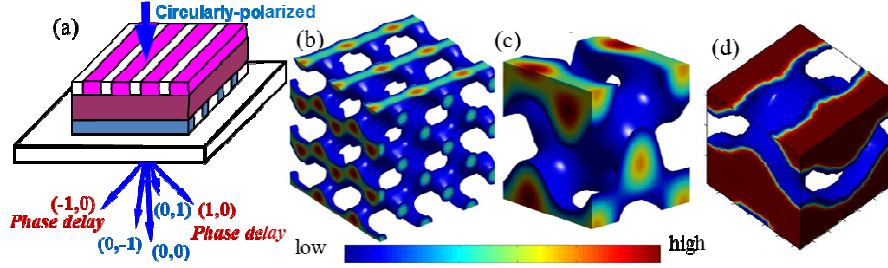 Circularly-polarized
(a)
(b)
(c)
(d)
(-1,0)
(0,1)
(1,0)
Phase delay
Phase delay
(0,-1)
(0,0)
low
high